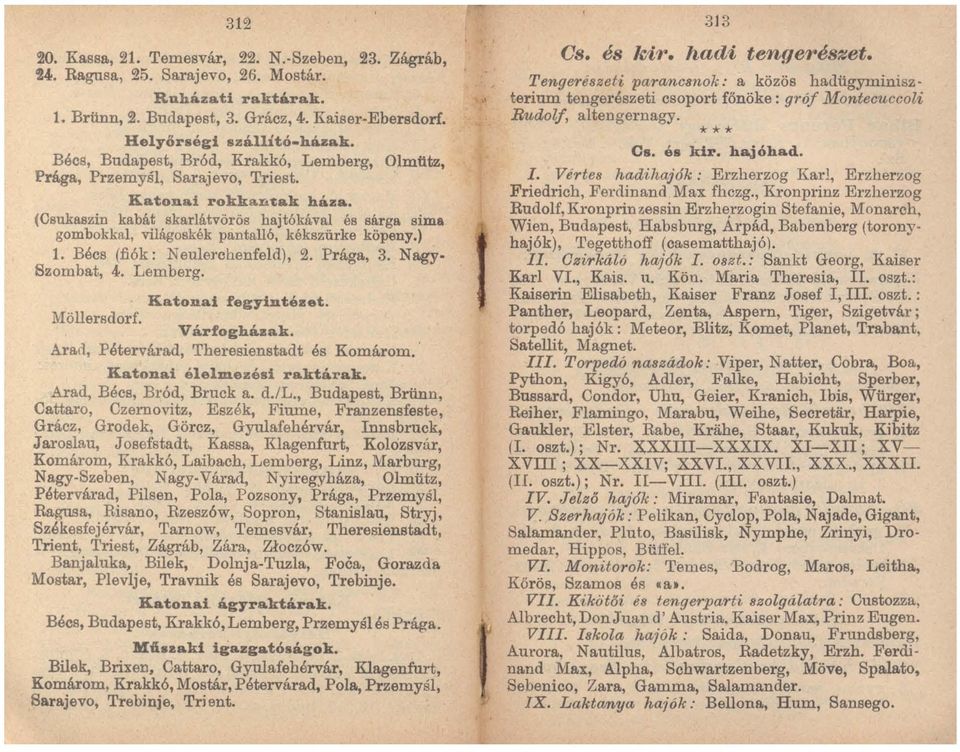 312
20. Kassa, 21. Temesvár, 22. N.-Szeben, 23. Zágráb,
24. Ragusa, 25. Sarajevo, 26. Mostár.
Ruházati raktárak.
1. Brünn, 2. Budapest, 3. Grácz, 4. Kaiser-Ebersdorf.
Helyőrségi szállító-házak.
Bécs, Budapest, Bród, Krakkó, Lemberg, Olmütz,
Prága, Przemyśl, Sarajevo, Triest.
Katonai rokkantak háza.
(Csukaszin kabát skarlátvörös hajtókával és sárga sima
gombokkal, világoskék pantalló, kékszürke köpeny.)
1. Bécs (fiók: Neulerchenfeld), 2. Prága, 3. Nagy-
Szombat, 4. Lemberg.
Katonai fegyintézet.
Möllersdorf.
Várfogházak.
Arad, Pétervárad, Theresienstadt és Komárom.
Katonai élelmezési raktárak.
Arad, Bécs, Bród, Bruck a. d./L., Budapest, Brünn,
Cattaro, Czernovitz, Eszék, Fiume, Franzensfeste,
Grácz, Grodek, Görcz, Gyulafehérvár, Innsbruck,
Jaroslau, Josefstadt, Kassa, Klagenfurt, Kolozsvár,
Komárom, Krakkó, Laibach, Lemberg, Linz, Marburg,
Nagy-Szeben, Nagy-Várad, Nyiregyháza, Olmütz,
Pétervárad, Pilsen, Pola, Pozsony, Prága, Przemyśl,
Ragusa, Risano, Rzeszów, Sopron, Stanislau, Stryj,
Székesfejérvár, Tarnow, Temesvár, Theresienstadt,
Trient, Triest, Zágráb, Zára, Złoczów.
Banjaluka, Bilek, Dolnja-Tuzla, Foča, Gorazda
Mostar, Plevlje, Travnik és Sarajevo, Trebinje.
Katonai ágyraktárak.
Bécs, Budapest, Krakkó, Lemberg, Przemyśl és Prága.
Műszaki igazgatóságok.
Bilek, Brixen, Cattaro, Gyulafehérvár, Klagenfurt,
Komárom, Krakkó, Mostár, Pétervárad, Pola, Przemyśl,
Sarajevo, Trebinje, Trient.
313
Cs. és kir. hadi tengerészet.
Tengerészeti parancsnok: a közös hadügyminisz-
terium tengerészeti csoport főnöke: gróf Montecuccoli
Rudolf, altengernagy.
* * *
Cs. és kir. hajóhad.
I. Vértes hadihajók: Erzherzog Karl, Erzherzog
Friedrich, Ferdinand Max fhczg., Kronprinz Erzherzog
Rudolf, Kronprinzessin Erzherzogin Stefanie, Monarch,
Wien, Budapest, Habsburg, Árpád, Babenberg (torony-
hajók), Tegetthoff (casematthajó).
II. Czirkáló hajók I. oszt.: Sankt Georg, Kaiser
Karl VI., Kais. u. Kön. Maria Theresia, II. oszt.:
Kaiserin Elisabeth, Kaiser Franz Josef I, III. oszt.:
Panther, Leopard, Zenta, Aspern, Tiger, Szigetvár;
torpedó hajók: Meteor, Blitz, Komet, Planet, Trabant,
Satellit, Magnet.
III. Torpedó naszádok: Viper, Natter, Cobra, Boa,
Python, Kigyó, Adler, Falke, Habicht, Sperber,
Bussard, Condor, Uhu, Geier, Kranich, Ibis, Würger,
Reiher, Flamingo, Marabu, Weihe, Secretär, Harpie,
Gaukler, Elster, Rabe, Krähe, Staar, Kukuk, Kibitz
(I. oszt.); Nr. XXXIII—XXXIX. XI—XII; XV—
XVIII; XX—XXIV; XXVI., XXVII., XXX., XXXII.
(II. oszt.); Nr. II—VIII. (III. oszt.)
IV. Jelző hajók: Miramar, Fantasie, Dalmat.
V. Szerhajók: Pelikan, Cyclop, Pola, Najade, Gigant,
Salamander, Pluto, Basilisk, Nymphe, Zrinyi, Dro-
medar, Hippos, Büffel.
VI. Monitorok: Temes, Bodrog, Maros, Leitha,
Kőrös, Szamos és «a».
VII. Kikötői és tengerparti szolgálatra: Custozza,
Albrecht, Don Juan d' Austria, Kaiser Max, Prinz Eugen.
VIII. Iskola hajók: Saida, Donau, Frundsberg,
Aurora, Nautilus, Albatros, Radetzky, Erzh. Ferdi-
nand Max, Alpha, Schwartzenberg, Möve, Spalato,
Sebenico, Zara, Gamma, Salamander.
IX. Laktanya hajók: Bellona, Hum, Sansego.